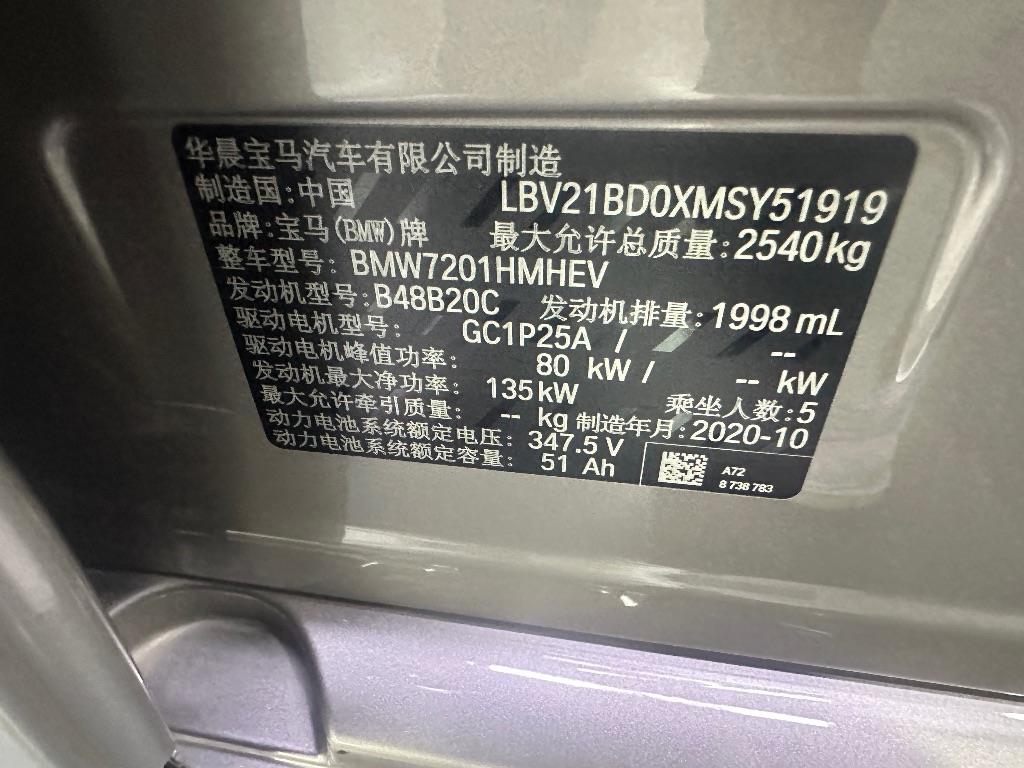 华晨宝马汽车有限公司制造
制造国:中国 LBV21BD0XMSY51919
品牌:宝马(BMW)牌 最大允许总质量:2540kg
整车型号: BMW7201HMHEV
发动机型号:B48B20C 发动机排量:1998 mL
驱动电机型号: GC1P25A / --
驱动电机峰值功率: 80 kW / -- kW
发动机最大净功率: 135kW 乘坐人数:5
最大允许牵引质量: -- kg 制造年月:2020-10
动力电池系统额定电压: 347.5 V
动力电池系统额定容量: 51 Ah
A72
8 738 783